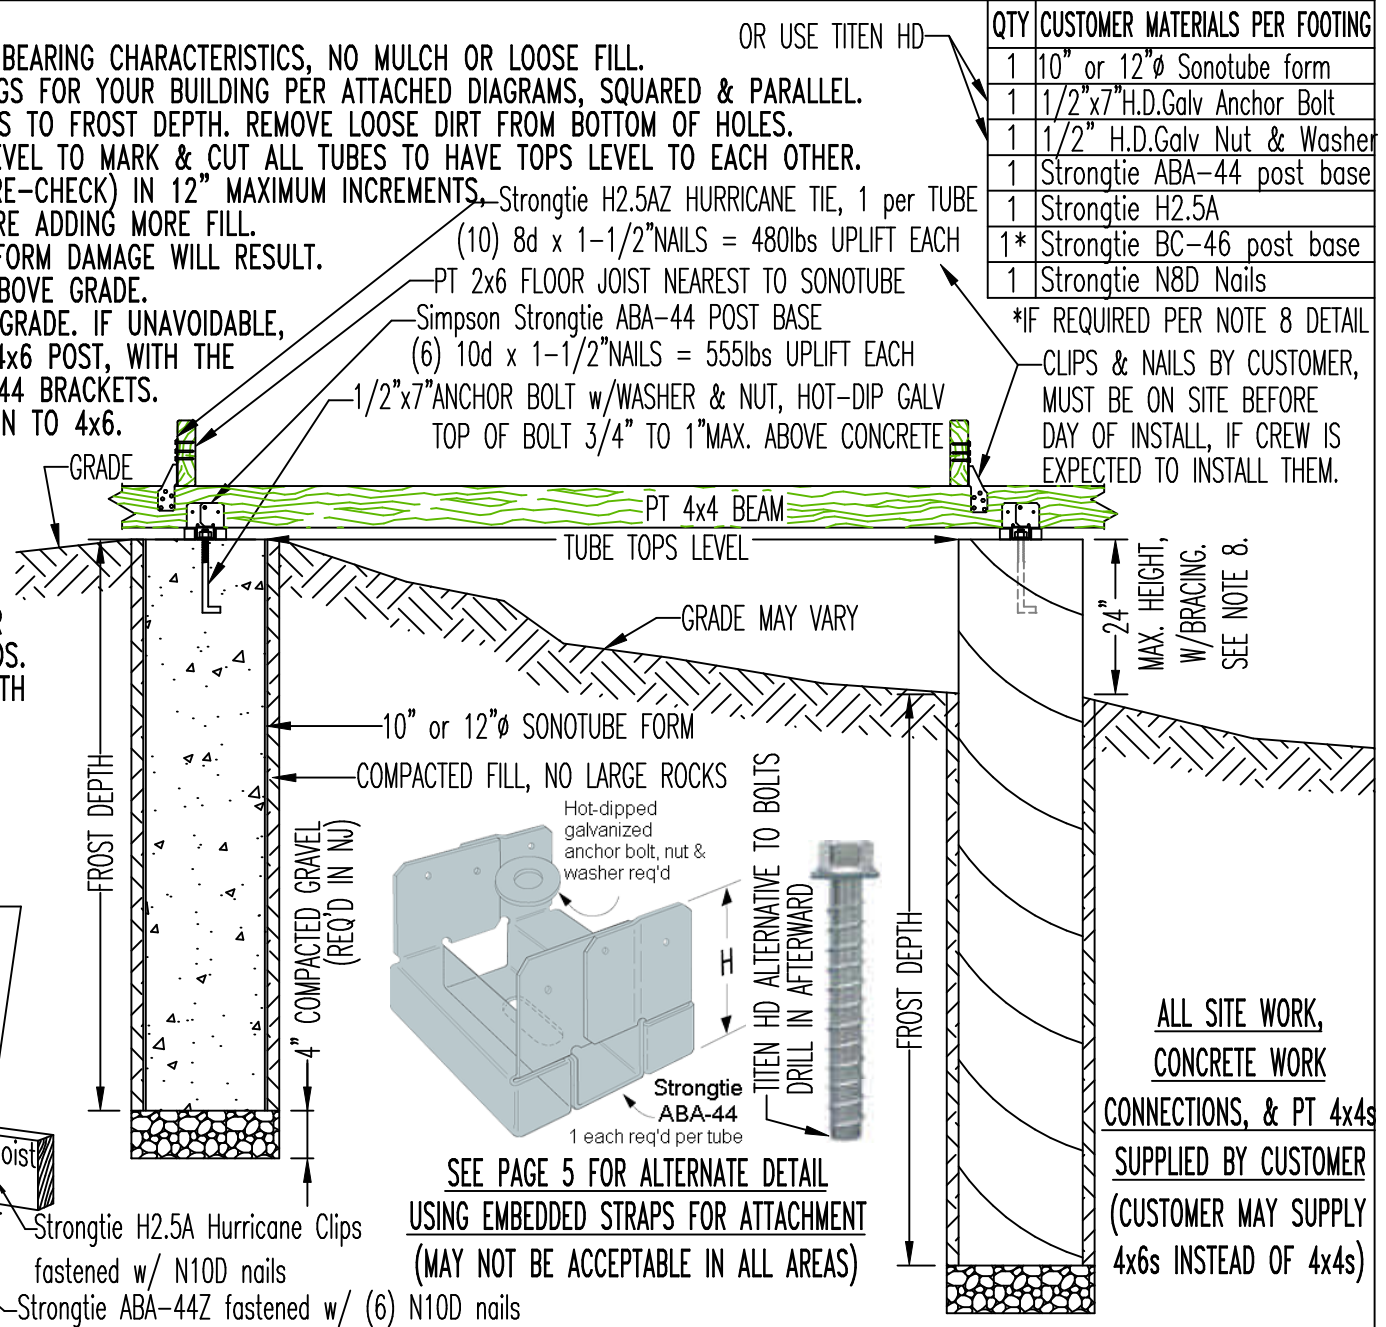 BEARING CHARACTERISTICS, NO MULCH OR LOOSE FILL.
GS FOR YOUR BUILDING PER ATTACHED DIAGRAMS, SQUARED & PARALLEL.
S TO FROST DEPTH. REMOVE LOOSE DIRT FROM BOTTOM OF HOLES.
EVEL TO MARK & CUT ALL TUBES TO HAVE TOPS LEVEL TO EACH OTHER.
RE-CHECK) IN 12" MAXIMUM INCREMENTS,
RE ADDING MORE FILL.
FORM DAMAGE WILL RESULT.
BOVE GRADE.
GRADE. IF UNAVOIDABLE,
4x6 POST, WITH THE
44 BRACKETS.
N TO 4x6.
OR USE TITEN HD
QTY CUSTOMER MATERIALS PER FOOTING
1 10" or 12"ø Sonotube form
1 1/2"x7"H.D.Galv Anchor Bolt
1 1/2" H.D.Galv Nut & Washer
1 Strongtie ABA-44 post base
1 Strongtie H2.5A
1* Strongtie BC-46 post base
1 Strongtie N8D Nails
*IF REQUIRED PER NOTE 8 DETAIL
Strongtie H2.5AZ HURRICANE TIE, 1 per TUBE
(10) 8d x 1-1/2"NAILS = 480lbs UPLIFT EACH
PT 2x6 FLOOR JOIST NEAREST TO SONOTUBE
Simpson Strongtie ABA-44 POST BASE
(6) 10d x 1-1/2"NAILS = 555lbs UPLIFT EACH
1/2"x7"ANCHOR BOLT w/WASHER & NUT, HOT-DIP GALV
TOP OF BOLT 3/4" TO 1"MAX. ABOVE CONCRETE
CLIPS & NAILS BY CUSTOMER,
MUST BE ON SITE BEFORE
DAY OF INSTALL, IF CREW IS
EXPECTED TO INSTALL THEM.
GRADE
PT 4x4 BEAM
TUBE TOPS LEVEL
GRADE MAY VARY
24"
MAX. HEIGHT,
W/BRACING.
SEE NOTE 8.
R
OS.
TH
10" or 12"ø SONOTUBE FORM
COMPACTED FILL, NO LARGE ROCKS
FROST DEPTH
4" COMPACTED GRAVEL
(REQ'D IN NJ)
Hot-dipped
galvanized
anchor bolt, nut &
washer req'd
H
Strongtie
ABA-44
1 each req'd per tube
TITEN HD ALTERNATIVE TO BOLTS
DRILL IN AFTERWARD
FROST DEPTH
ALL SITE WORK,
CONCRETE WORK
CONNECTIONS, & PT 4x4s
SUPPLIED BY CUSTOMER
(CUSTOMER MAY SUPPLY
4x6s INSTEAD OF 4x4s)
SEE PAGE 5 FOR ALTERNATE DETAIL
USING EMBEDDED STRAPS FOR ATTACHMENT
(MAY NOT BE ACCEPTABLE IN ALL AREAS)
oist
Strongtie H2.5A Hurricane Clips
fastened w/ N10D nails
Strongtie ABA-44Z fastened w/ (6) N10D nails